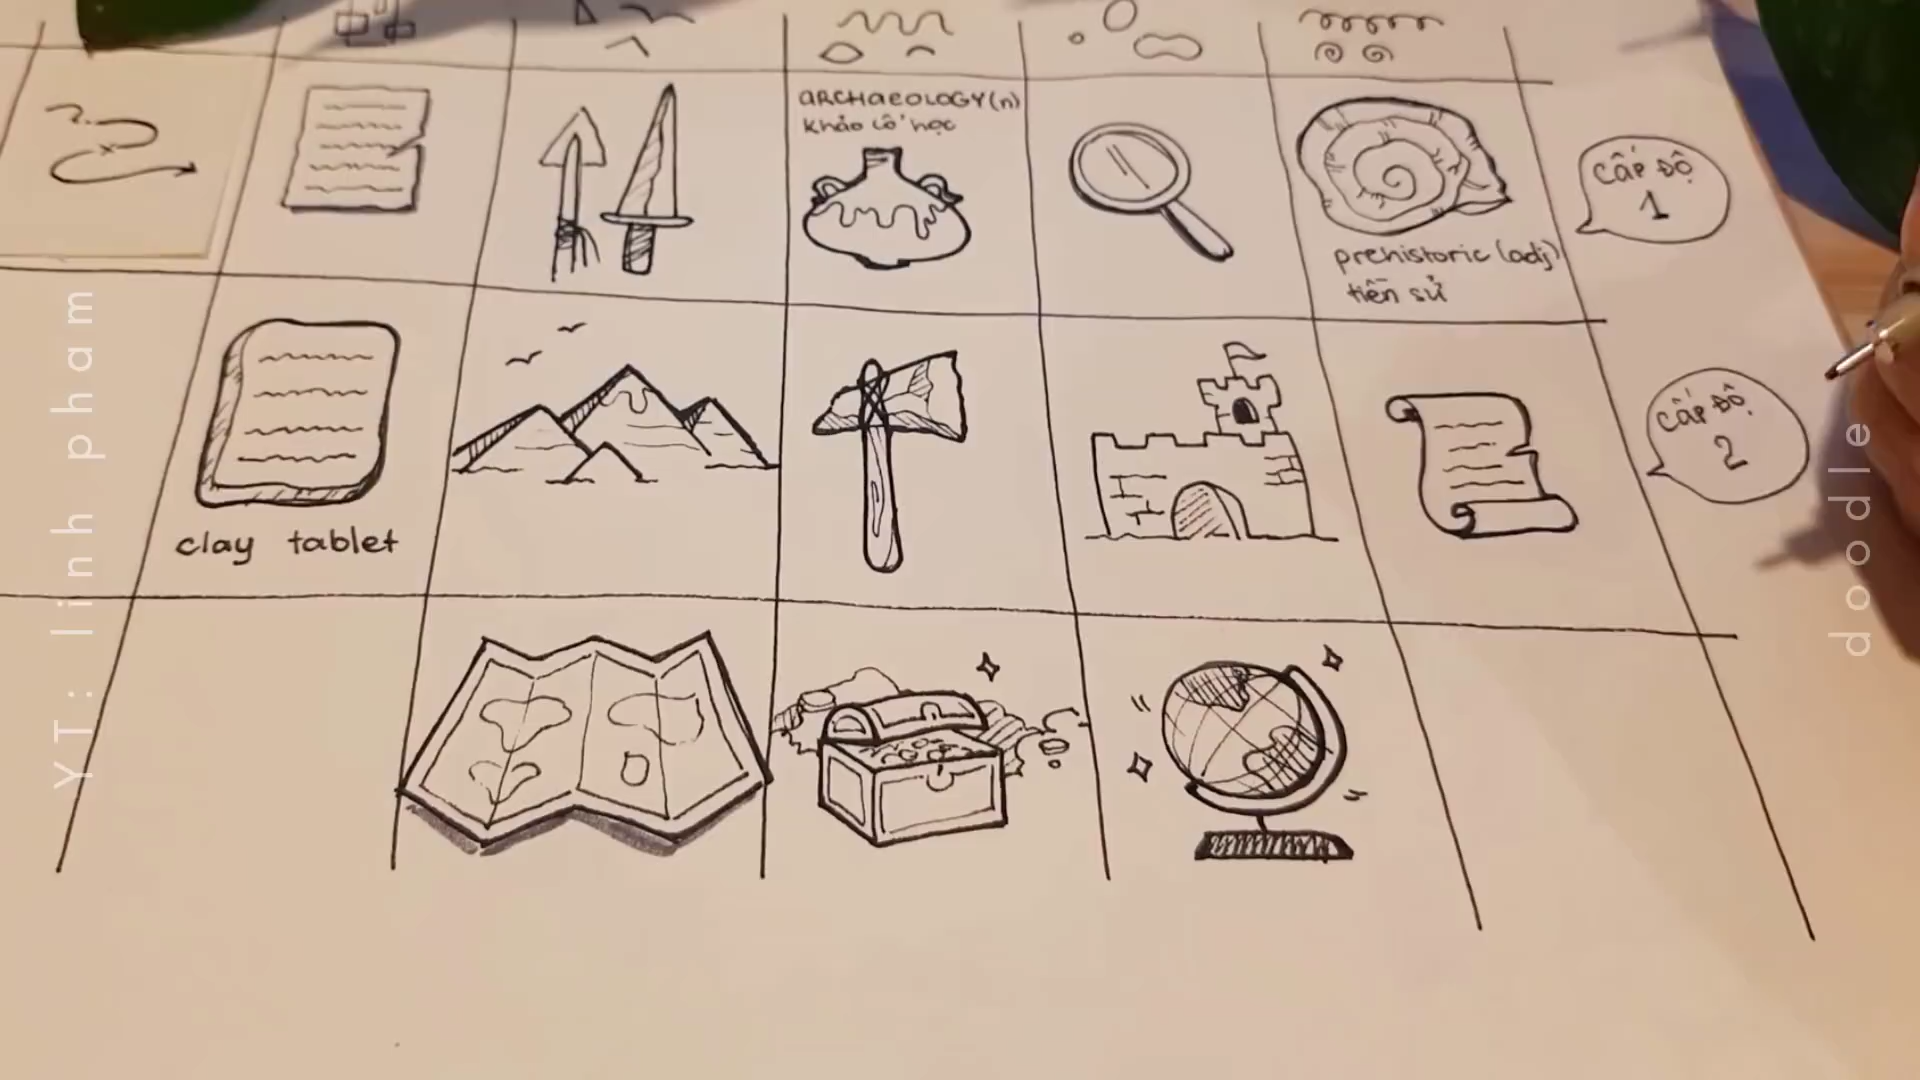 ARCHAEOLOGY(n)
khảo cổ học
prehistoric (adj)
tiền sử
CẤP ĐỘ
1
clay tablet
CẤP ĐỘ
2
YT: linh pham
doodle